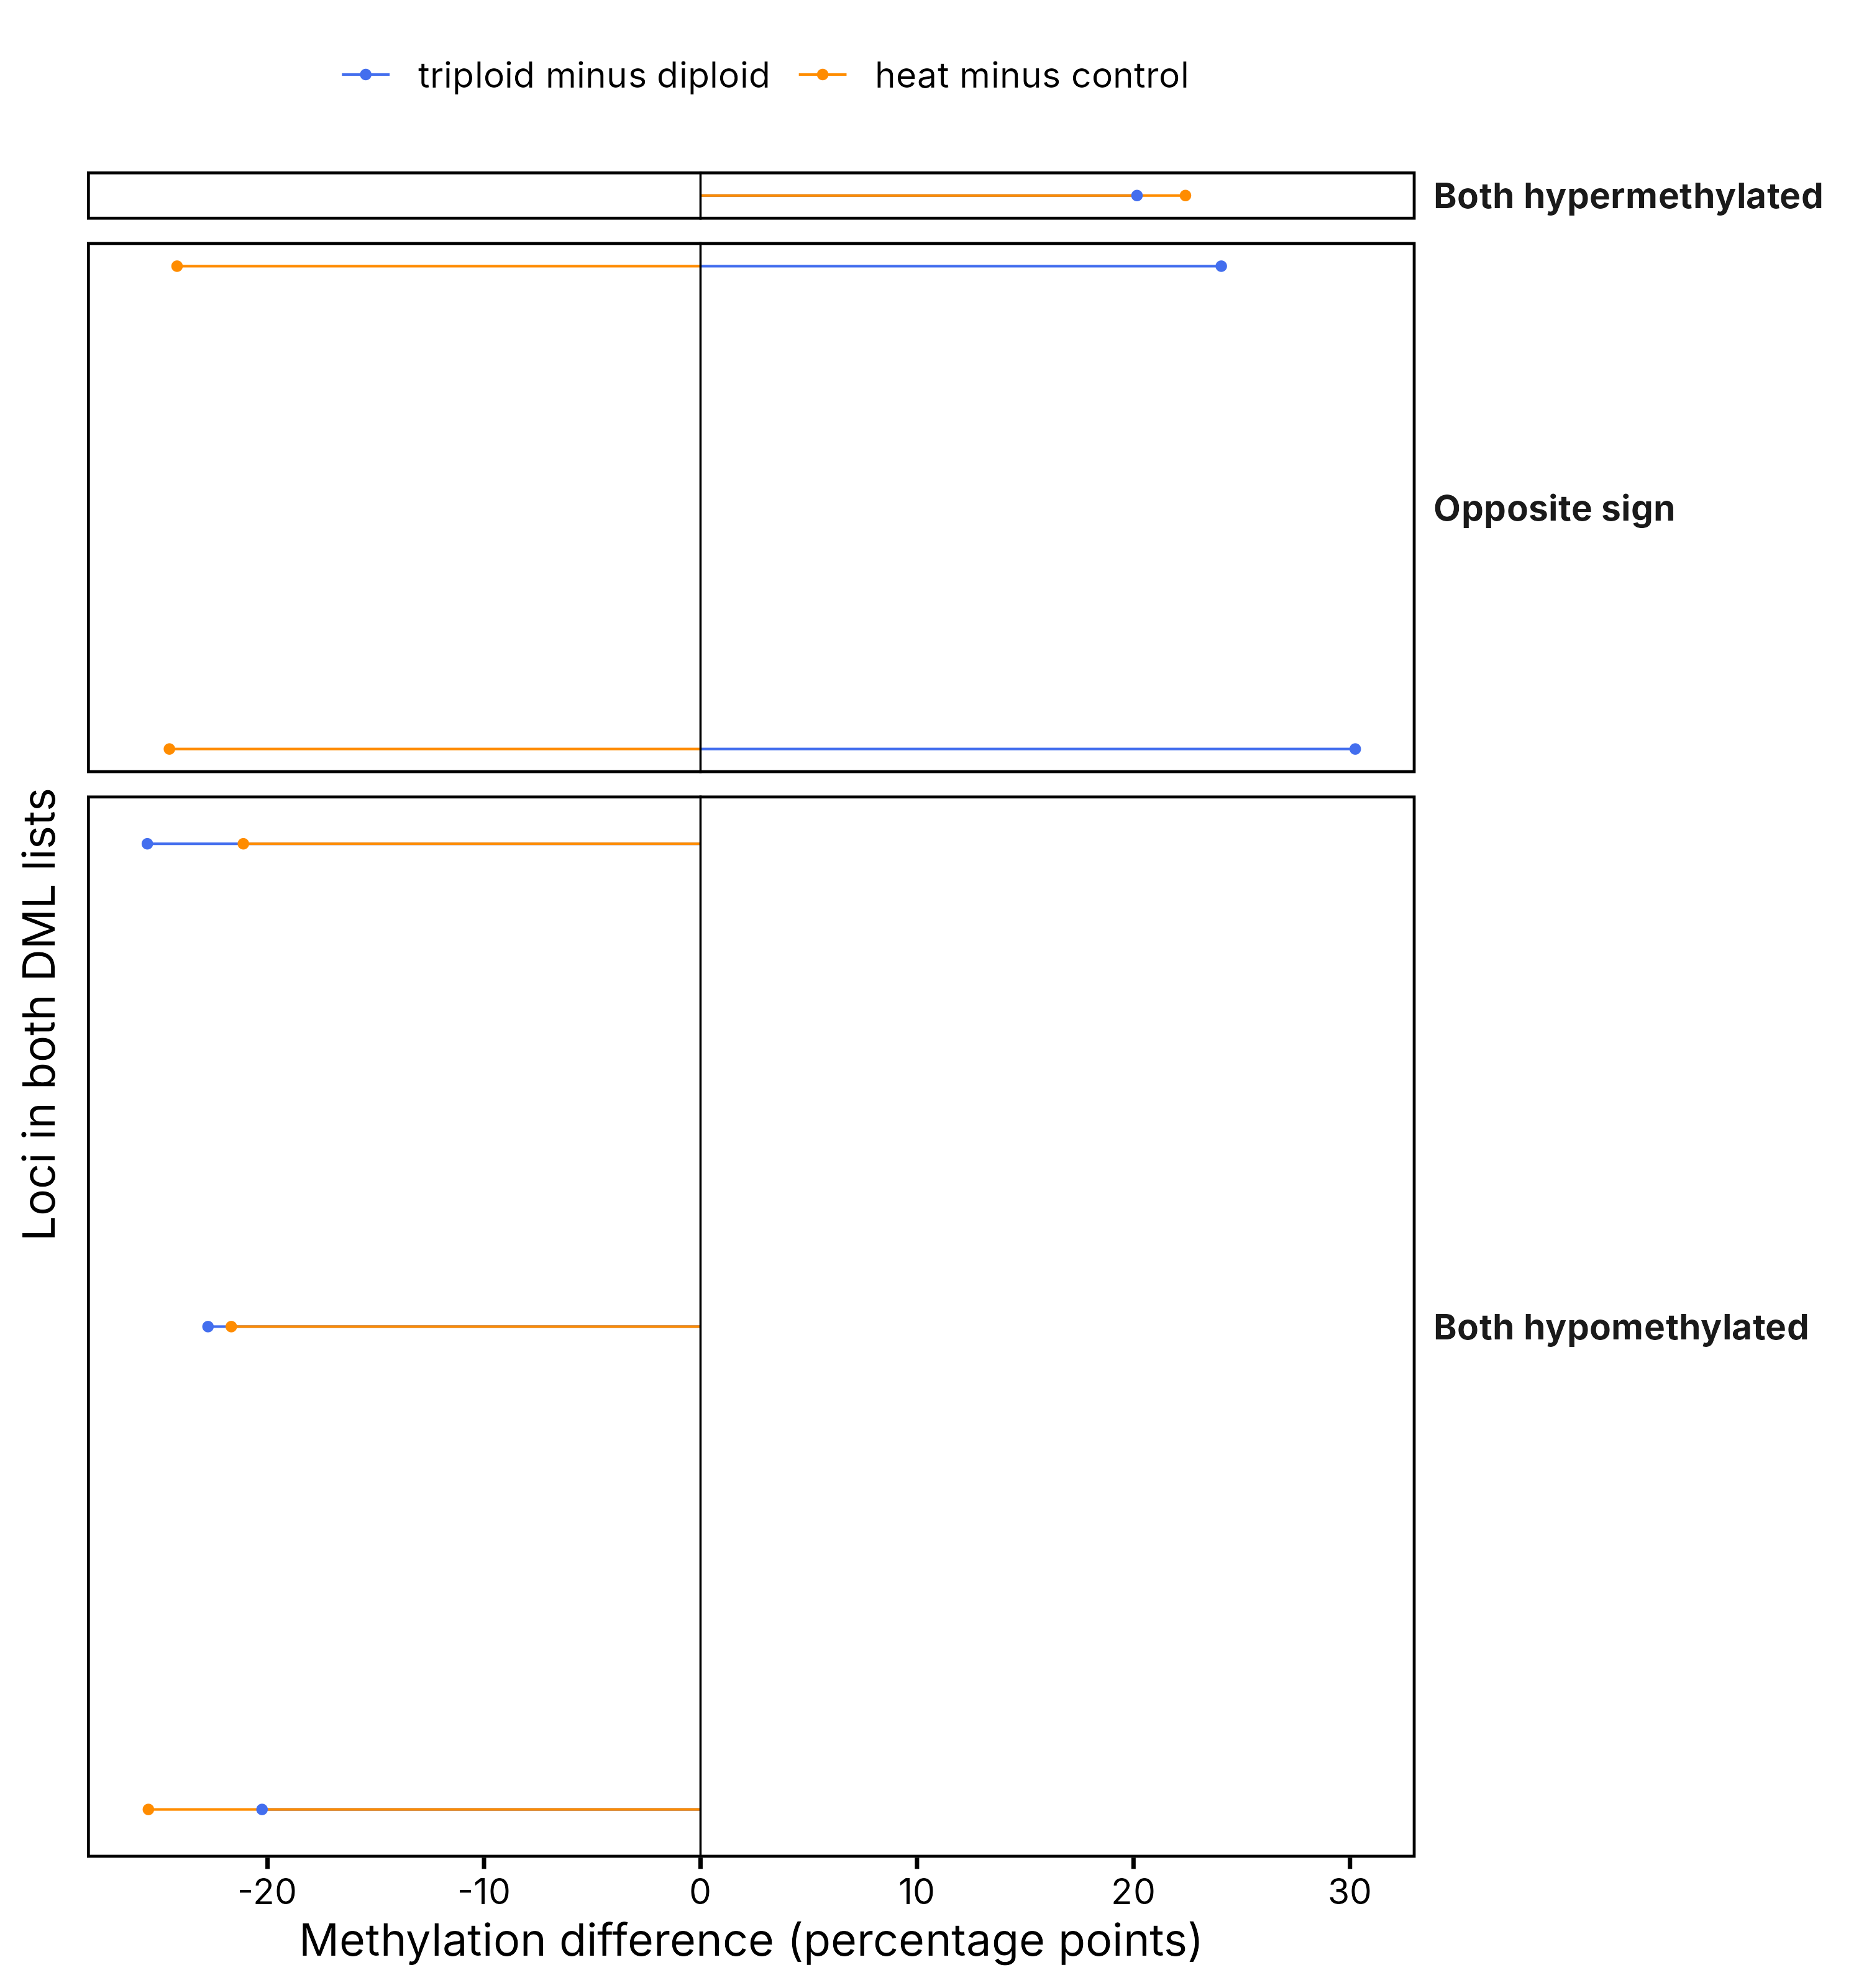 triploid minus diploid heat minus control
Both hypermethylated
Opposite sign
Loci in both DML lists
Both hypomethylated
-20 -10 0 10 20 30
Methylation difference (percentage points)